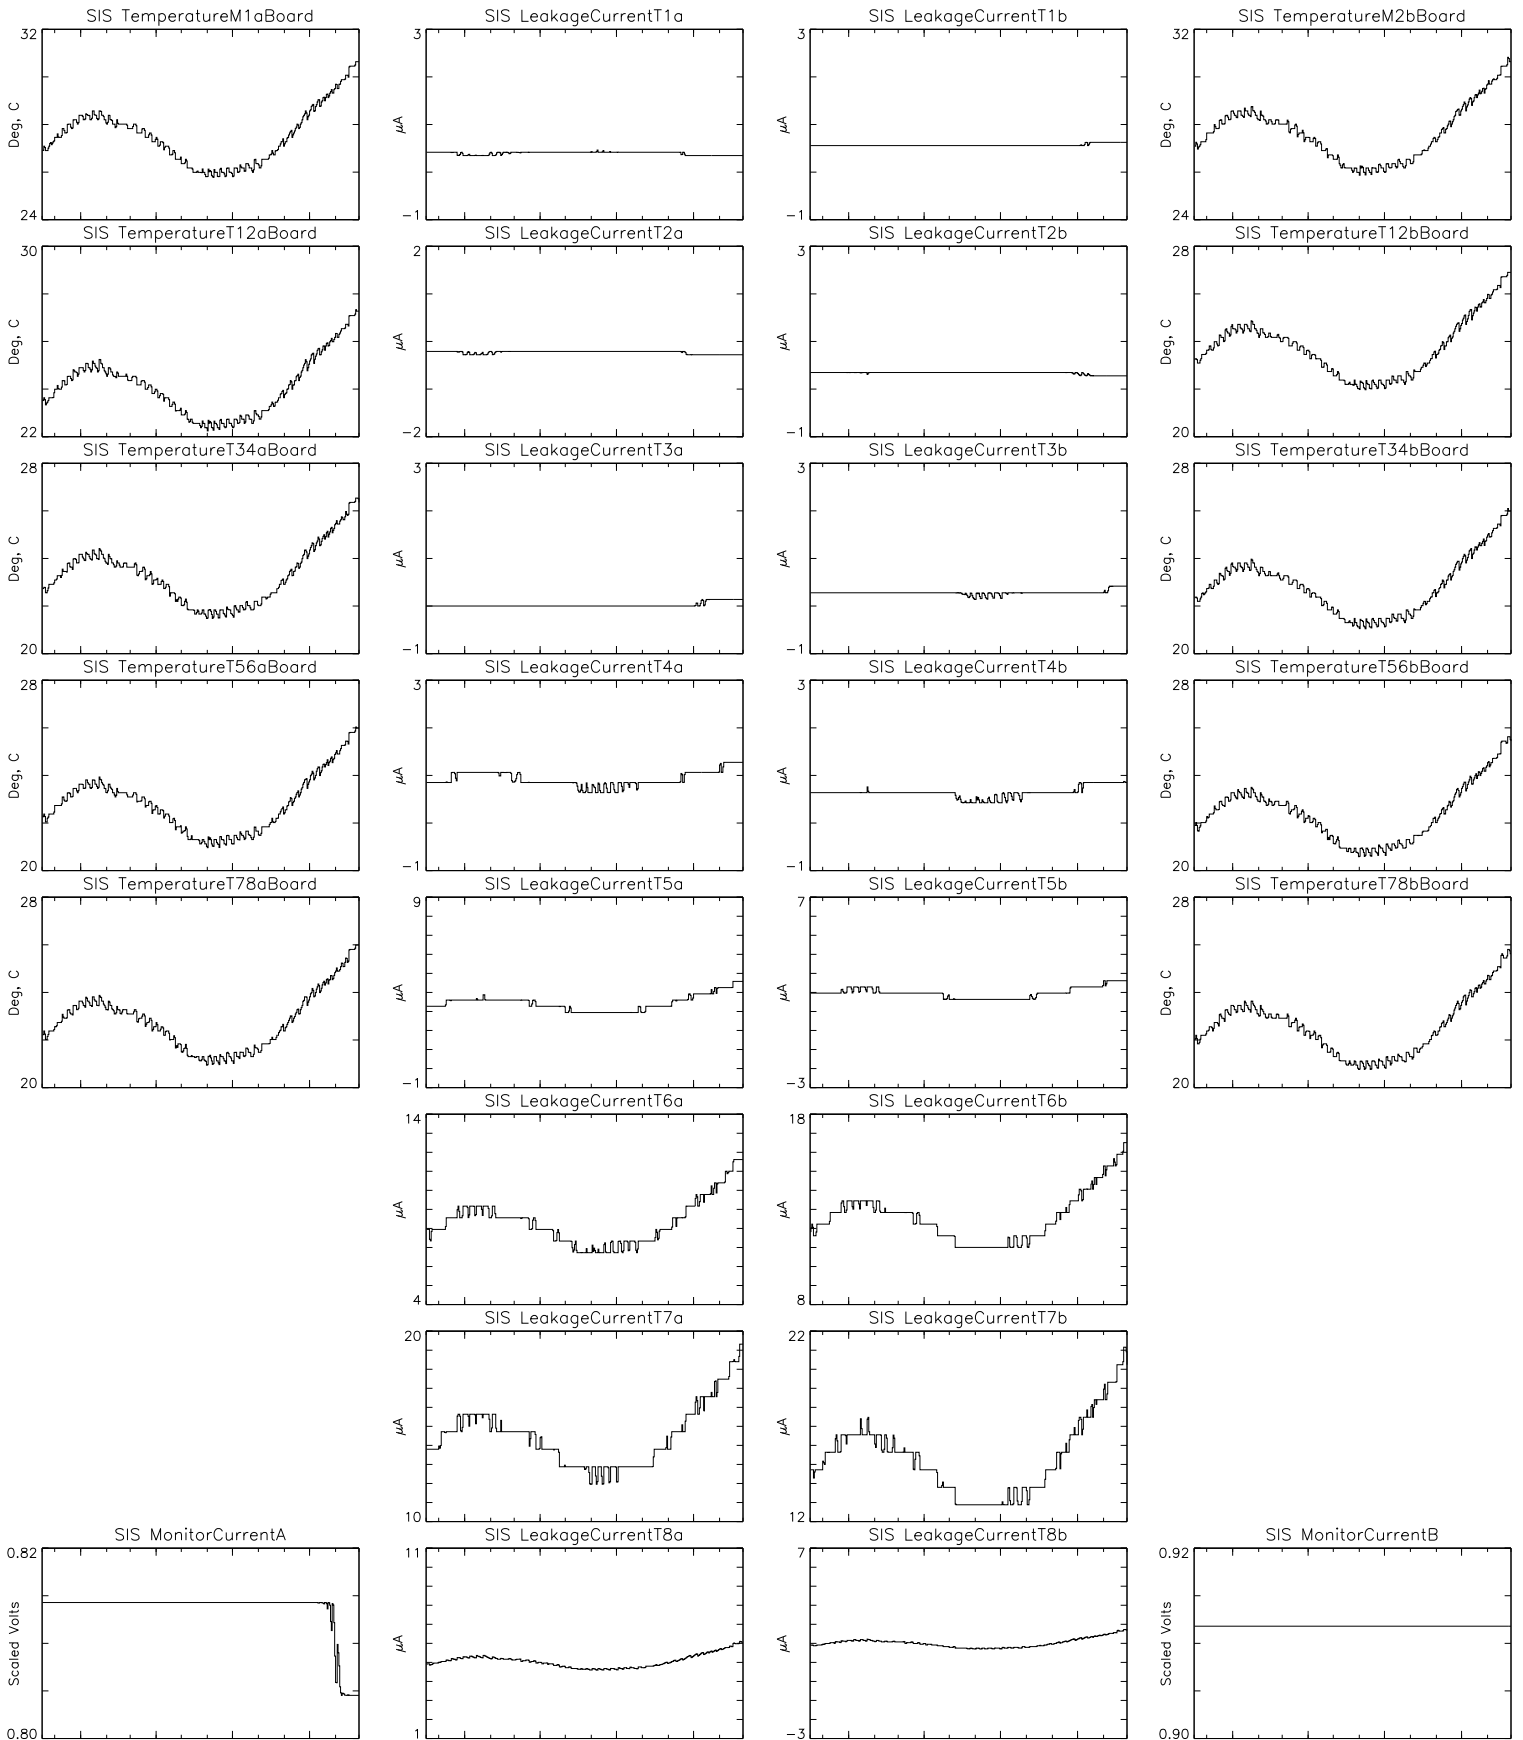 SIS TemperatureM1aBoard
32
Deg, C
24
SIS LeakageCurrentT1a
3
μA
-1
SIS LeakageCurrentT1b
3
μA
-1
SIS TemperatureM2bBoard
32
Deg, C
24
SIS TemperatureT12aBoard
30
Deg, C
22
SIS LeakageCurrentT2a
2
μA
-2
SIS LeakageCurrentT2b
3
μA
-1
SIS TemperatureT12bBoard
28
Deg, C
20
SIS TemperatureT34aBoard
28
Deg, C
20
SIS LeakageCurrentT3a
3
μA
-1
SIS LeakageCurrentT3b
3
μA
-1
SIS TemperatureT34bBoard
28
Deg, C
20
SIS TemperatureT56aBoard
28
Deg, C
20
SIS LeakageCurrentT4a
3
μA
-1
SIS LeakageCurrentT4b
3
μA
-1
SIS TemperatureT56bBoard
28
Deg, C
20
SIS TemperatureT78aBoard
28
Deg, C
20
SIS LeakageCurrentT5a
9
μA
-1
SIS LeakageCurrentT5b
7
μA
-3
SIS TemperatureT78bBoard
28
Deg, C
20
SIS LeakageCurrentT6a
14
μA
4
SIS LeakageCurrentT6b
18
μA
8
SIS LeakageCurrentT7a
20
μA
10
SIS LeakageCurrentT7b
22
μA
12
SIS MonitorCurrentA
0.82
Scaled Volts
0.80
SIS LeakageCurrentT8a
11
μA
1
SIS LeakageCurrentT8b
7
μA
-3
SIS MonitorCurrentB
0.92
Scaled Volts
0.90